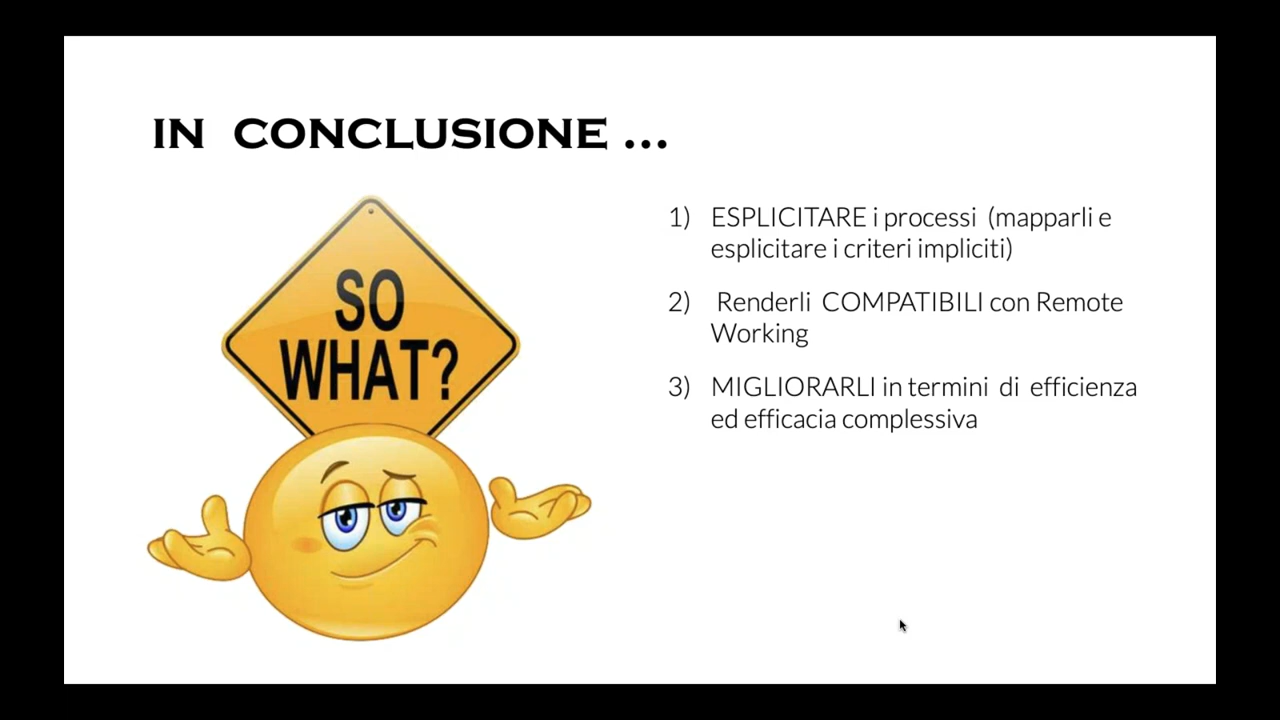 IN CONCLUSIONE ...
SO
WHAT?
1) ESPLICITARE i processi (mapparli e
esplicitare i criteri impliciti)
2) Renderli COMPATIBILI con Remote
Working
3) MIGLIORARLI in termini di efficienza
ed efficacia complessiva